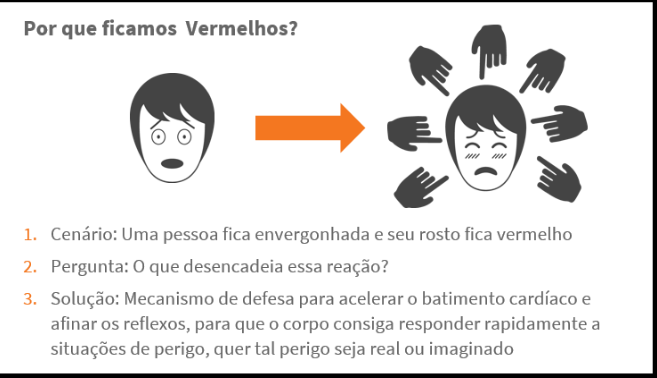 Por que ficamos  Vermelhos?
1. Cenário: Uma pessoa fica envergonhada e seu rosto fica vermelho
2. Pergunta: O que desencadeia essa reação?
3. Solução: Mecanismo de defesa para acelerar o batimento cardíaco e
afinar os reflexos, para que o corpo consiga responder rapidamente a
situações de perigo, quer tal perigo seja real ou imaginado